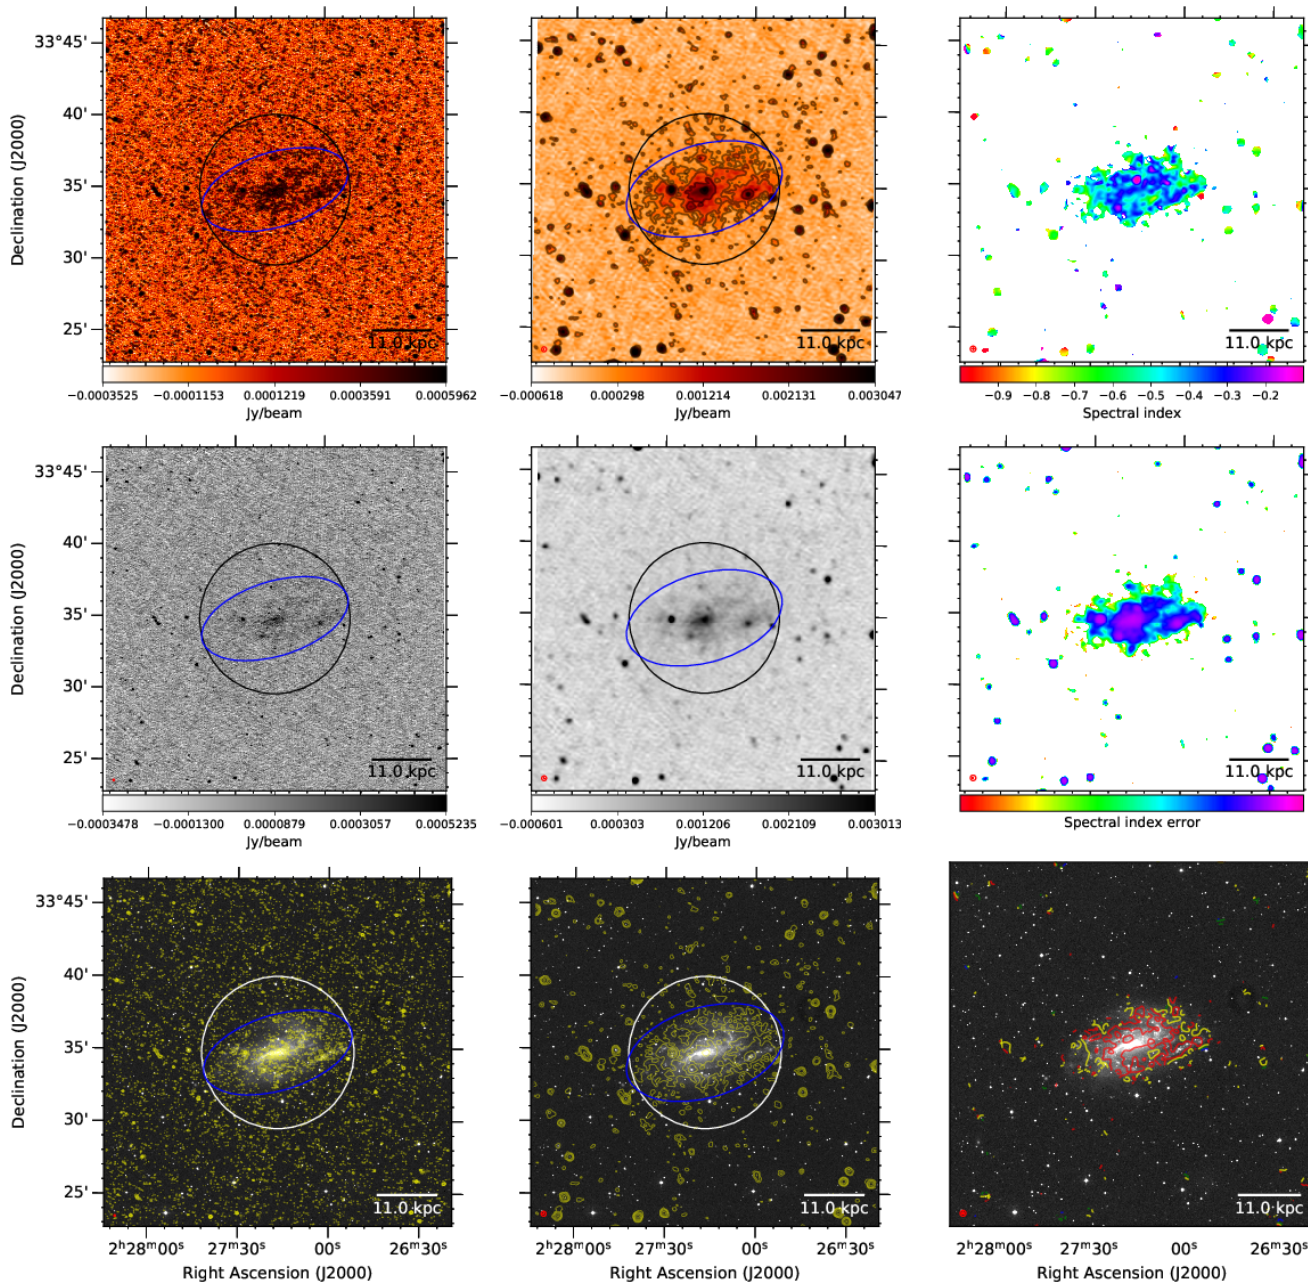 33°45'
40'
35'
30'
25'
Declination (J2000)
11.0 kpc
−0.0003525 −0.0001153 0.0001219 0.0003591 0.0005962
Jy/beam
11.0 kpc
−0.000618 0.000298 0.001214 0.002131 0.003047
Jy/beam
11.0 kpc
−0.9 −0.8 −0.7 −0.6 −0.5 −0.4 −0.3 −0.2
Spectral index
33°45'
40'
35'
30'
25'
Declination (J2000)
11.0 kpc
−0.0003478 −0.0001300 0.0000879 0.0003057 0.0005235
Jy/beam
11.0 kpc
−0.000601 0.000303 0.001206 0.002109 0.003013
Jy/beam
11.0 kpc
Spectral index error
33°45'
40'
35'
30'
25'
Declination (J2000)
11.0 kpc
2h28m00s 27m30s 00s 26m30s
Right Ascension (J2000)
11.0 kpc
2h28m00s 27m30s 00s 26m30s
Right Ascension (J2000)
11.0 kpc
2h28m00s 27m30s 00s 26m30s
Right Ascension (J2000)